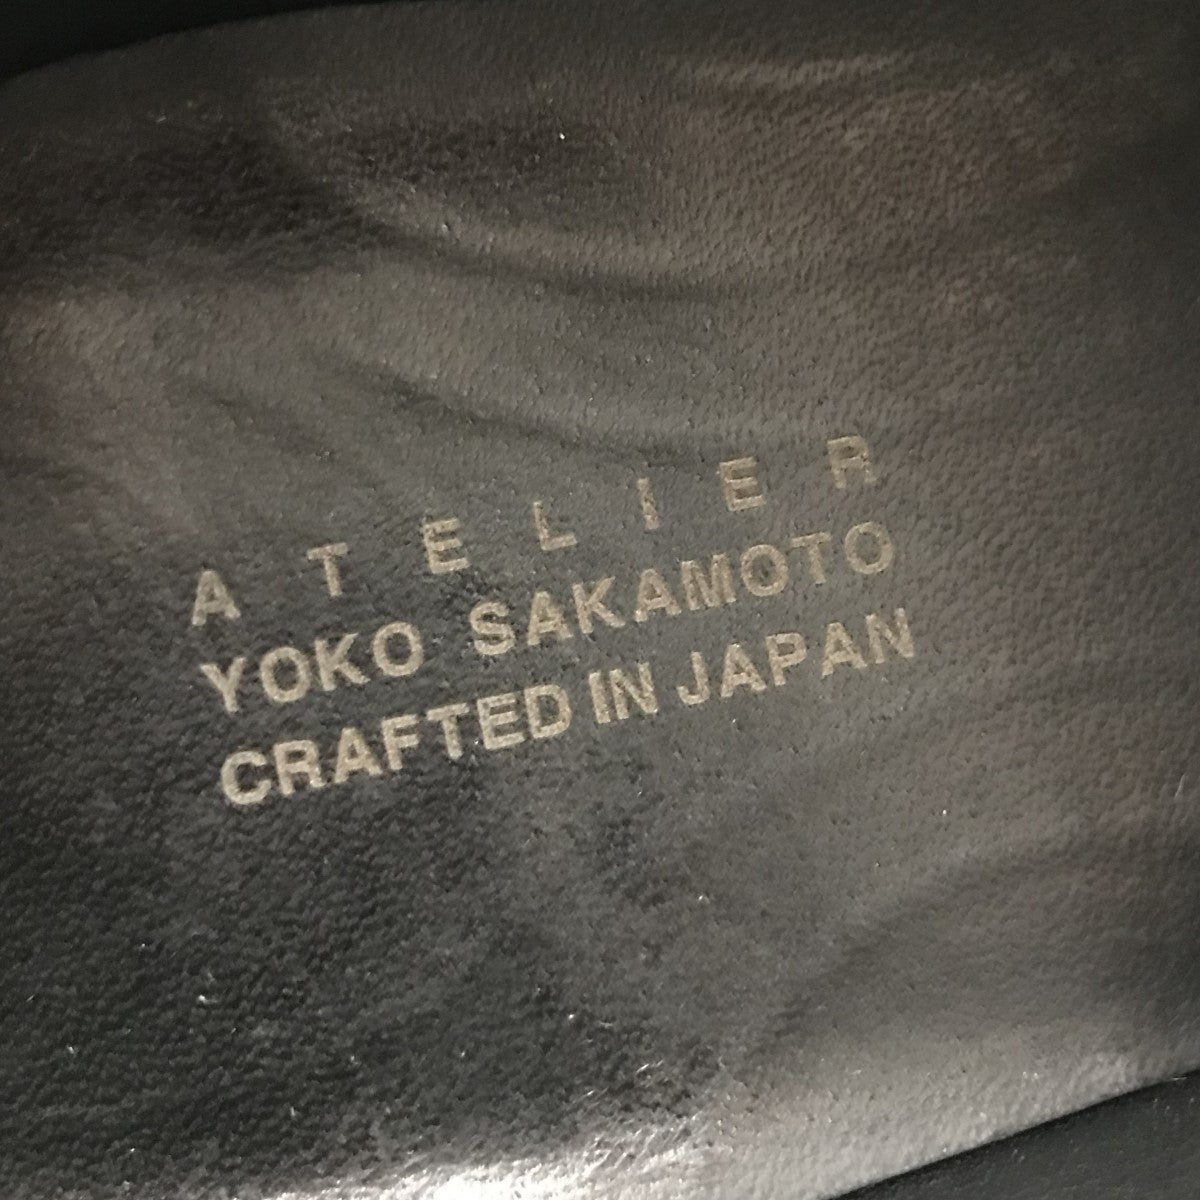 ATELIER
YOKO SAKAMOTO
CRAFTED IN JAPAN